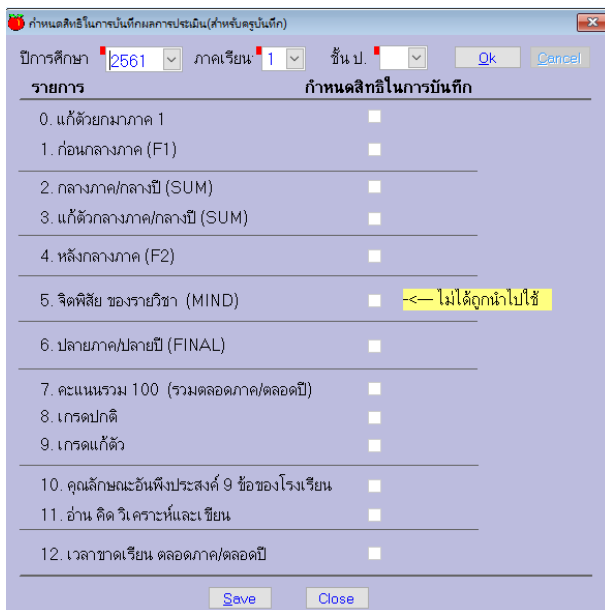 กำหนดสิทธิในการบันทึกผลการประเมิน(สำหรับครูบันทึก)
ปีการศึกษา 2561 ภาคเรียน 1 ชั้น ป. Ok Cancel
รายการ กำหนดสิทธิในการบันทึก
0. แก้ตัวยกมาภาค 1
1. ก่อนกลางภาค (F1)
2. กลางภาค/กลางปี (SUM)
3. แก้ตัวกลางภาค/กลางปี (SUM)
4. หลังกลางภาค (F2)
5. จิตพิสัย ของรายวิชา (MIND) -<— ไม่ได้ถูกนำไปใช้
6. ปลายภาค/ปลายปี (FINAL)
7. คะแนนรวม 100 (รวมตลอดภาค/ตลอดปี)
8. เกรดปกติ
9. เกรดแก้ตัว
10. คุณลักษณะอันพึงประสงค์ 9 ข้อของโรงเรียน
11. อ่าน คิด วิเคราะห์และเขียน
12. เวลาขาดเรียน ตลอดภาค/ตลอดปี
Save Close